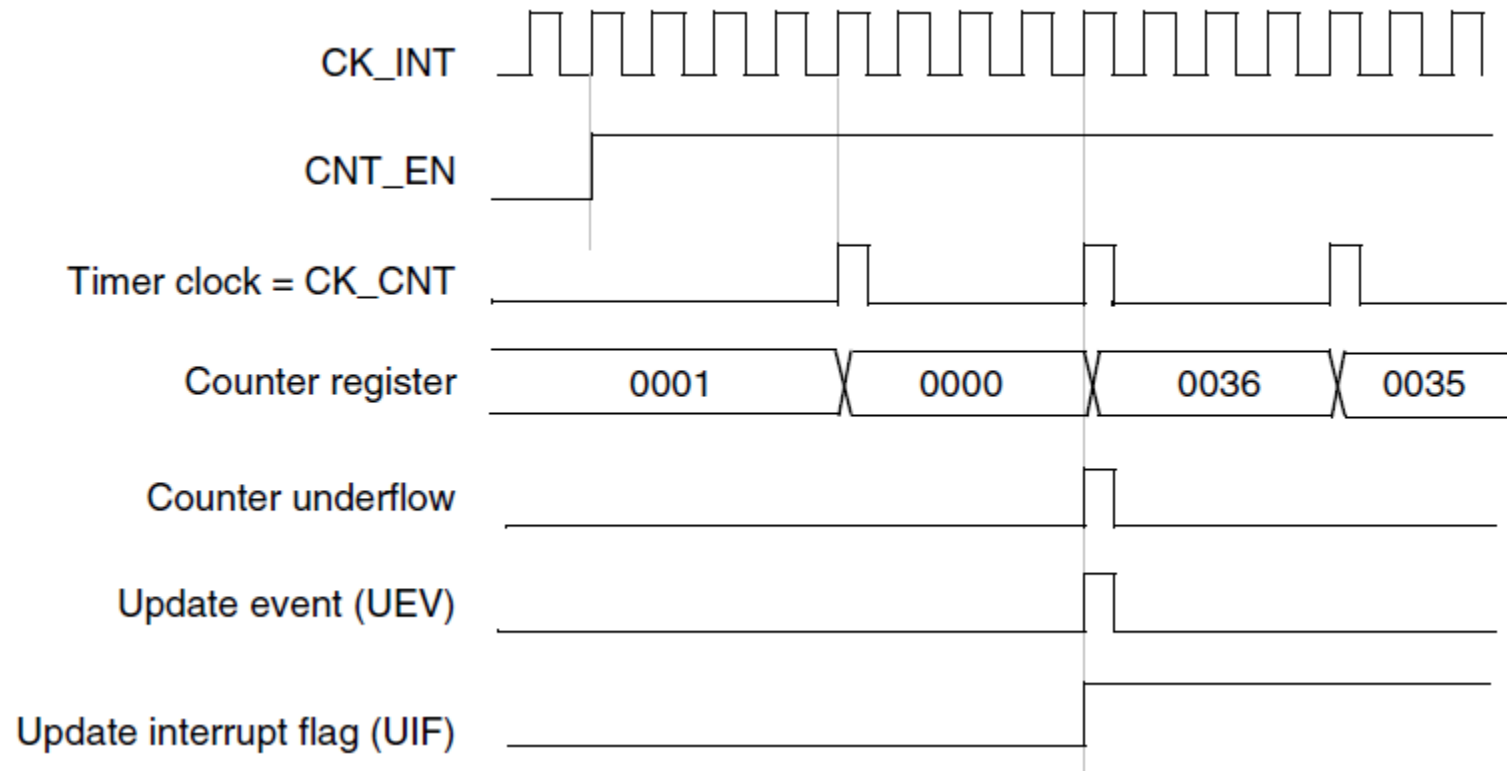 CK_INT
CNT_EN
Timer clock = CK_CNT
Counter register 0001 0000 0036 0035
Counter underflow
Update event (UEV)
Update interrupt flag (UIF)